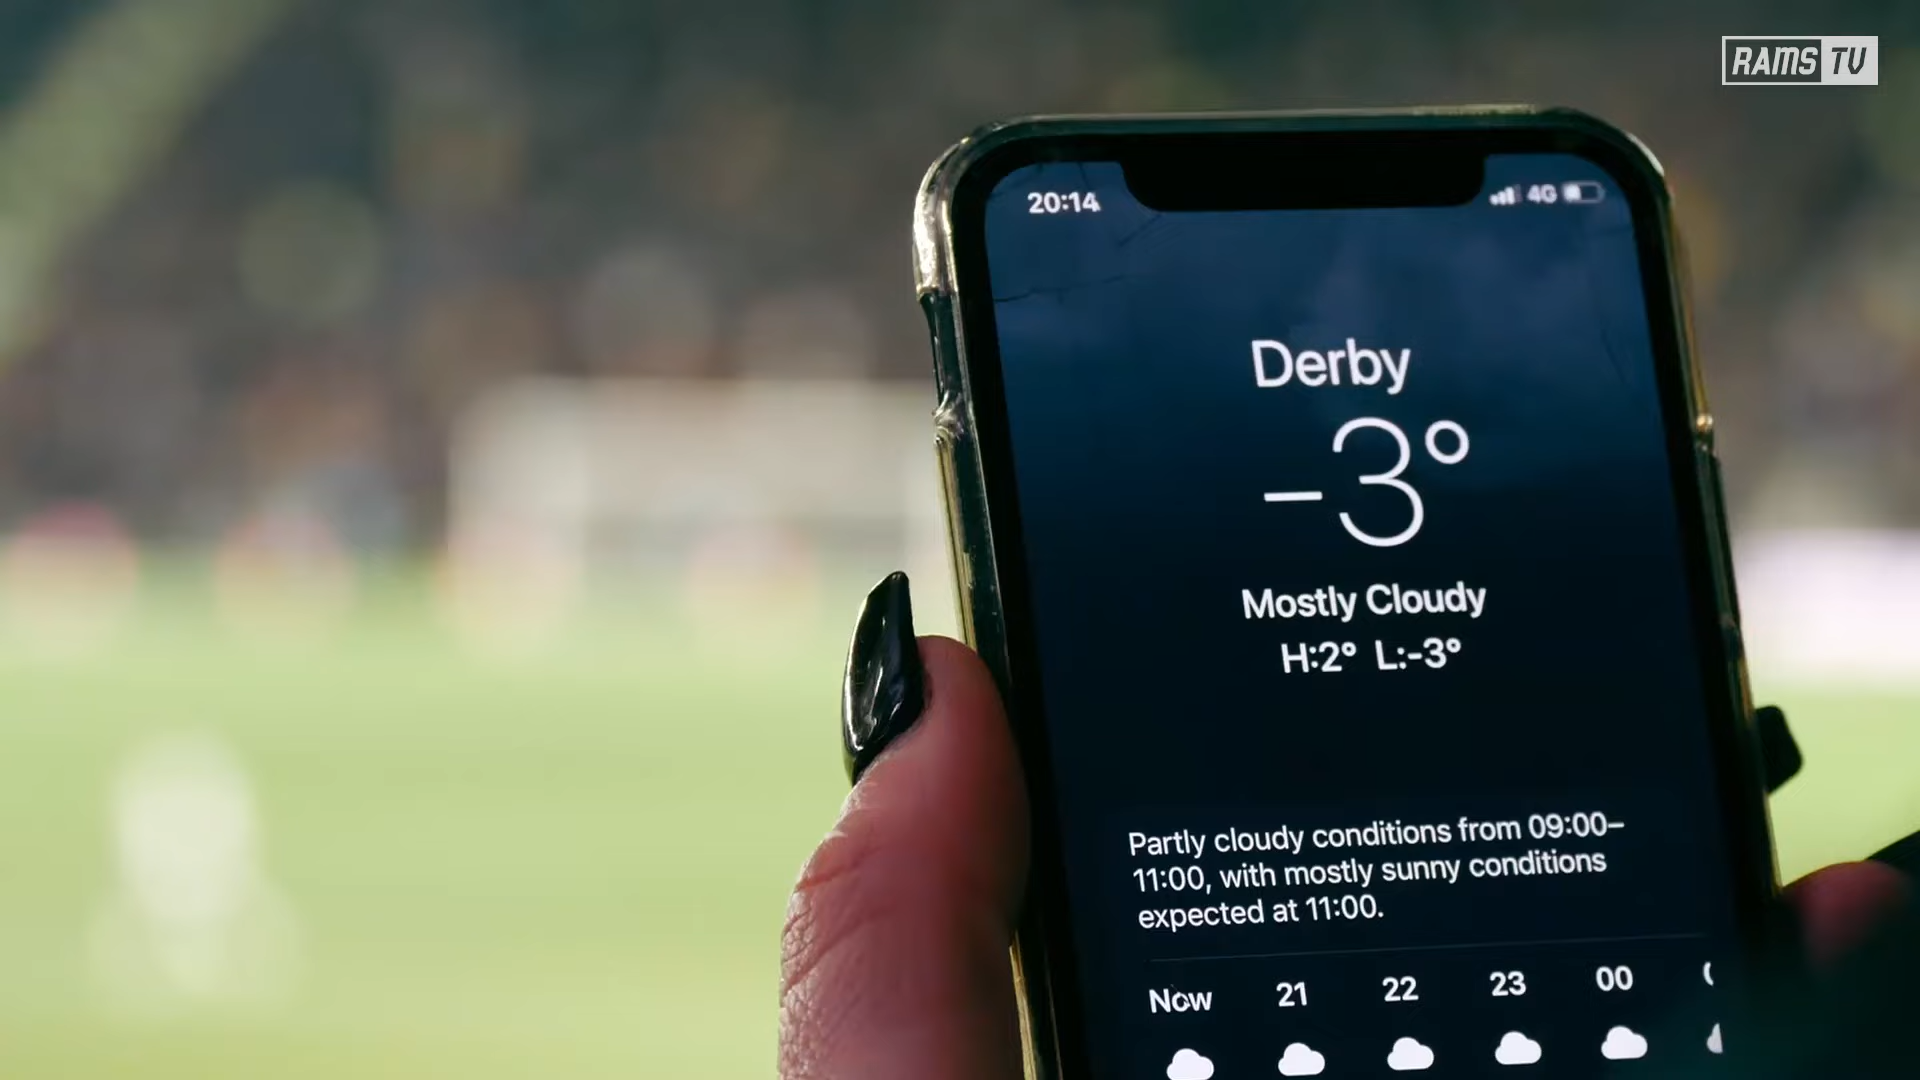 RAMS TV
20:14
4G
Derby
-3°
Mostly Cloudy
H:2° L:-3°
Partly cloudy conditions from 09:00–
11:00, with mostly sunny conditions
expected at 11:00.
Now 21 22 23 00